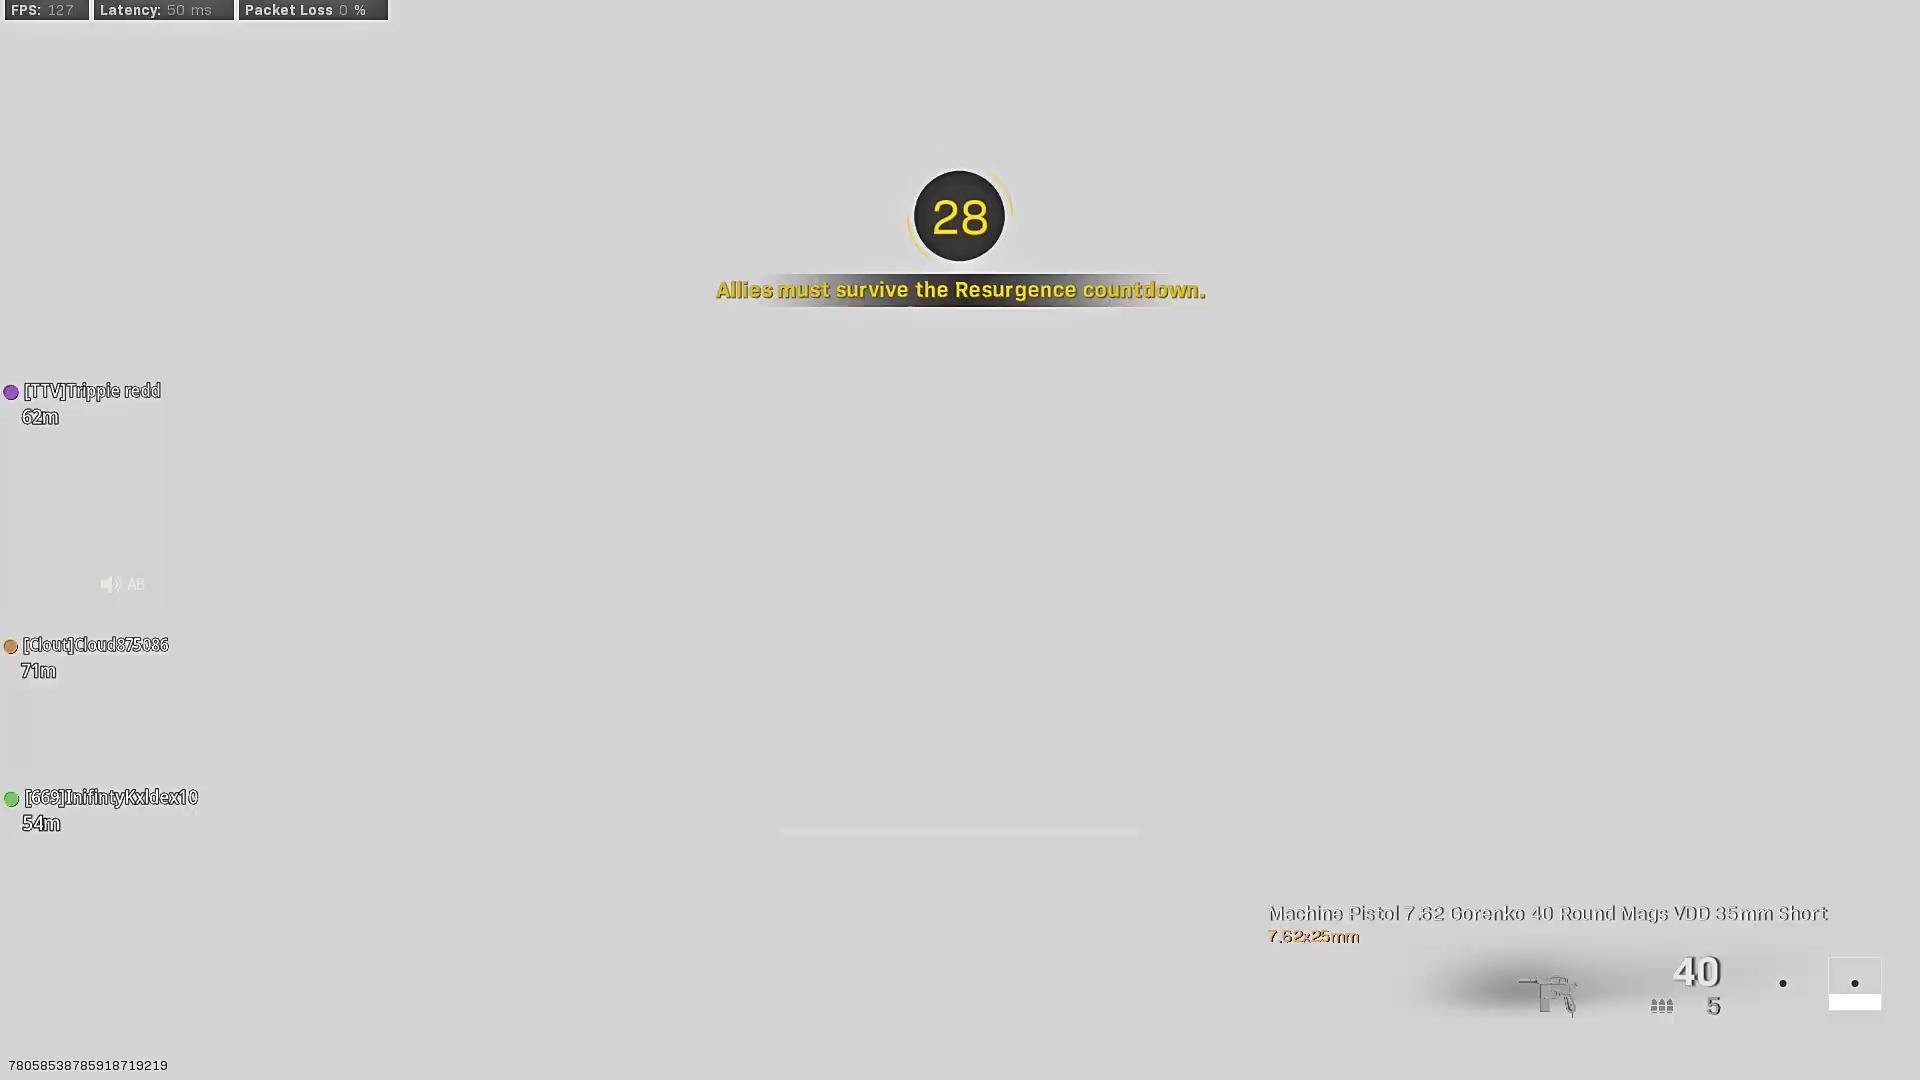 FPS: 127 Latency: 50 ms Packet Loss 0 %
28
Allies must survive the Resurgence countdown.
[TTV]Trippie redd
62m
AB
[Clout]Cloud875086
71m
[669]InifintyKxldex10
54m
Machine Pistol 7.62 Gorenko 40 Round Mags VDD 35mm Short
7.62x25mm
40
5
78058538785918719219